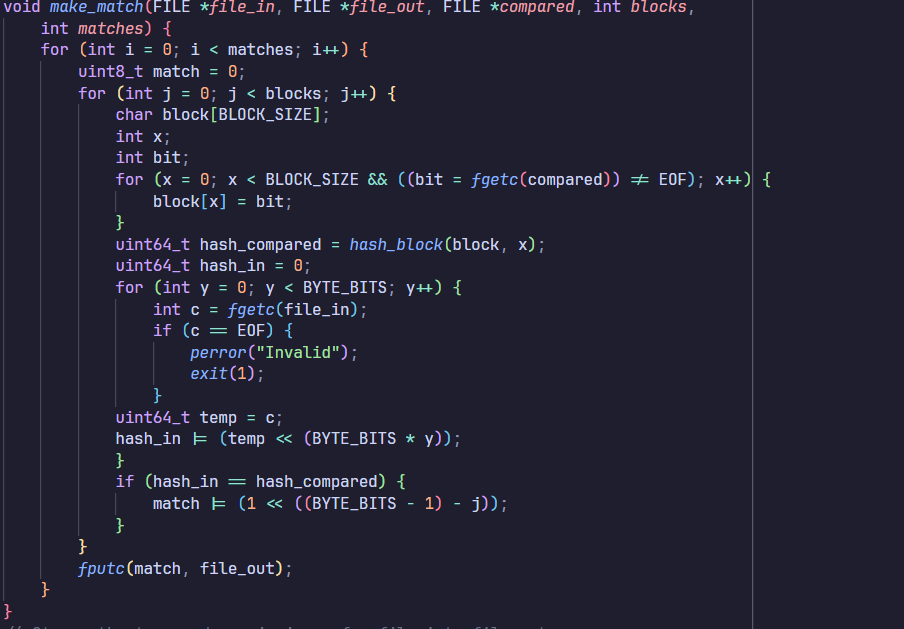 void make_match(FILE *file_in, FILE *file_out, FILE *compared, int blocks,
    int matches) {
    for (int i = 0; i < matches; i++) {
        uint8_t match = 0;
        for (int j = 0; j < blocks; j++) {
            char block[BLOCK_SIZE];
            int x;
            int bit;
            for (x = 0; x < BLOCK_SIZE && ((bit = fgetc(compared)) != EOF); x++) {
                block[x] = bit;
            }
            uint64_t hash_compared = hash_block(block, x);
            uint64_t hash_in = 0;
            for (int y = 0; y < BYTE_BITS; y++) {
                int c = fgetc(file_in);
                if (c == EOF) {
                    perror("Invalid");
                    exit(1);
                }
            uint64_t temp = c;
            hash_in |= (temp << (BYTE_BITS * y));
            }
            if (hash_in == hash_compared) {
                match |= (1 << ((BYTE_BITS - 1) - j));
            }
        }
        fputc(match, file_out);
    }
}